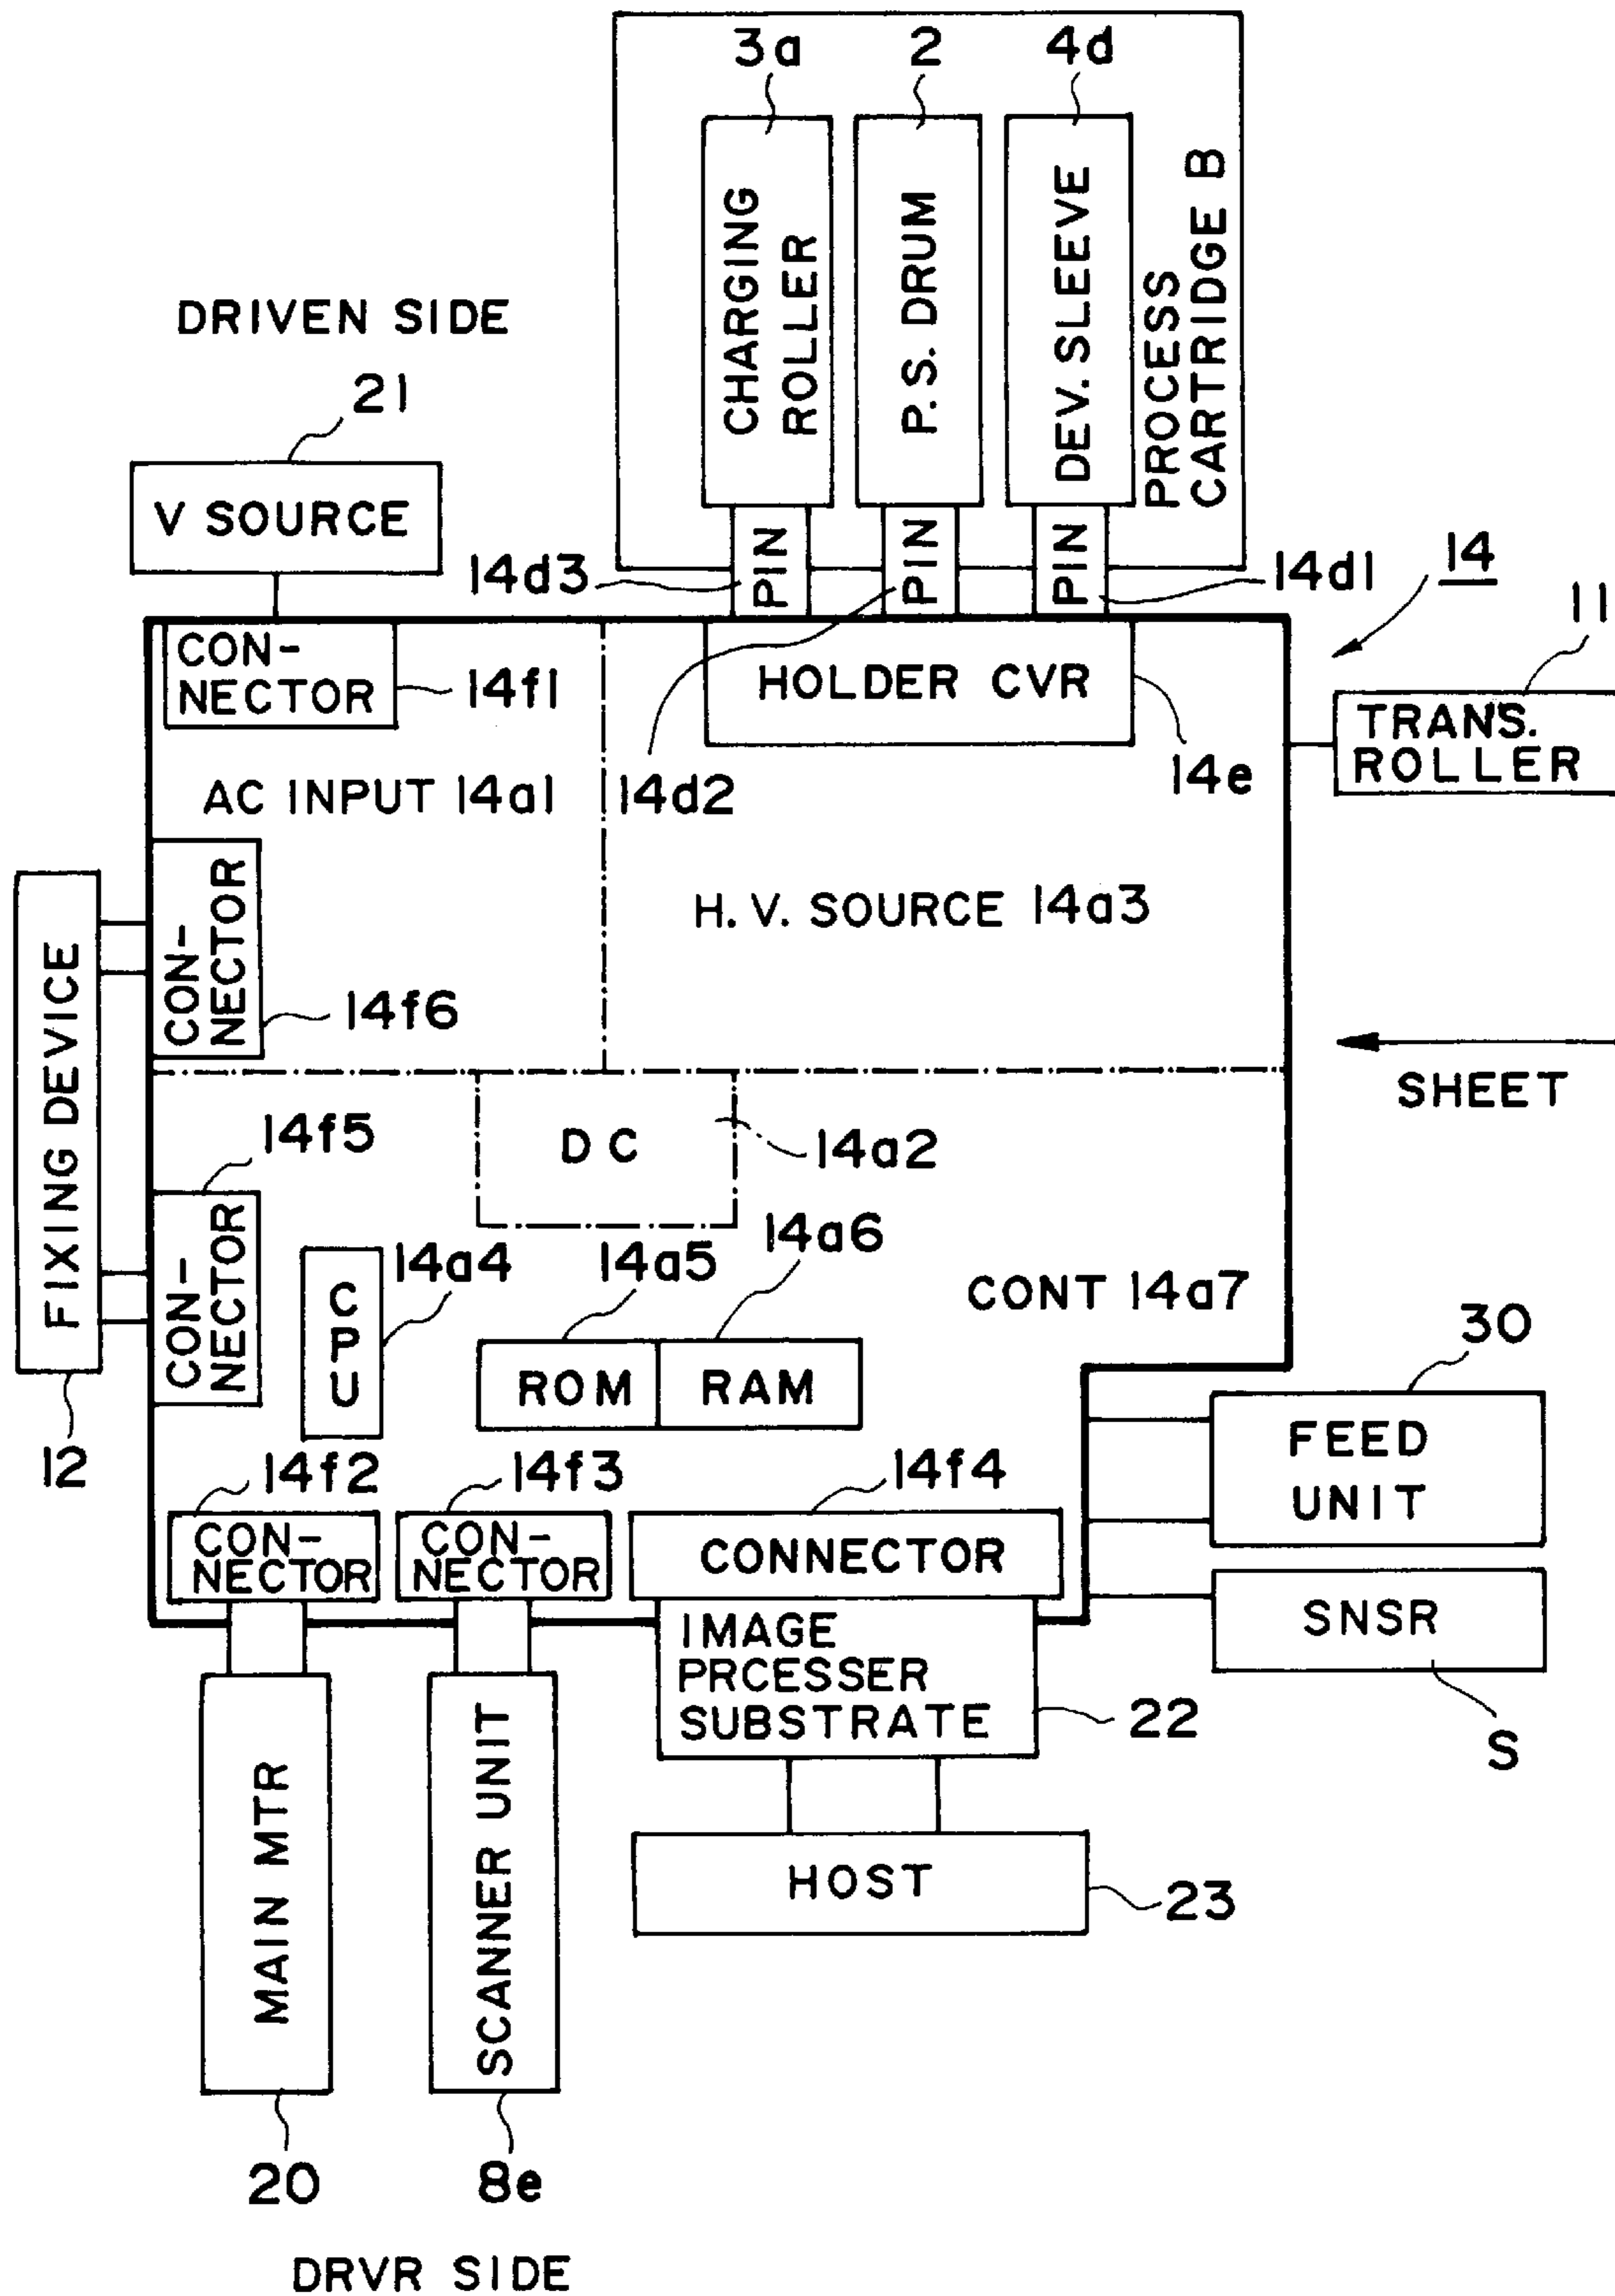 3a
2
4d
CHARGING
ROLLER
P.S. DRUM
DEV. SLEEVE
PROCESS
CARTRIDGE B
DRIVEN SIDE
21
V SOURCE
14d3
PIN
PIN
PIN
14d1
14
11
CON-
NECTOR
14f1
HOLDER CVR
TRANS.
ROLLER
AC INPUT 14a1
14d2
14e
H. V. SOURCE 14a3
CON-
NECTOR
14f6
FIXING DEVICE
SHEET
14f5
DC
14a2
CON-
NECTOR
CPU
14a4
14a5
14a6
CONT 14a7
30
ROM
RAM
FEED
UNIT
12
14f2
14f3
14f4
CON-
NECTOR
CON-
NECTOR
CONNECTOR
SNSR
IMAGE
PRCESSER
SUBSTRATE
22
S
MAIN MTR
SCANNER UNIT
HOST
23
20
8e
DRVR SIDE